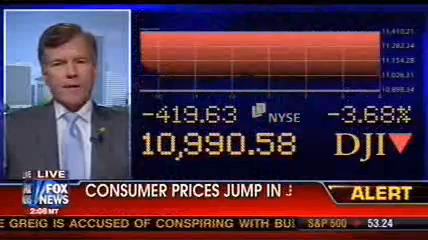 11,410.21
11,282.34
11,154.28
11,026.31
10,898.34
-419.63 NYSE -3.68%
10,990.58 DJI
LIVE
FOX
NEWS
2:06 MT
CONSUMER PRICES JUMP IN
ALERT
E GREIG IS ACCUSED OF CONSPIRING WITH S&P 500 53.24